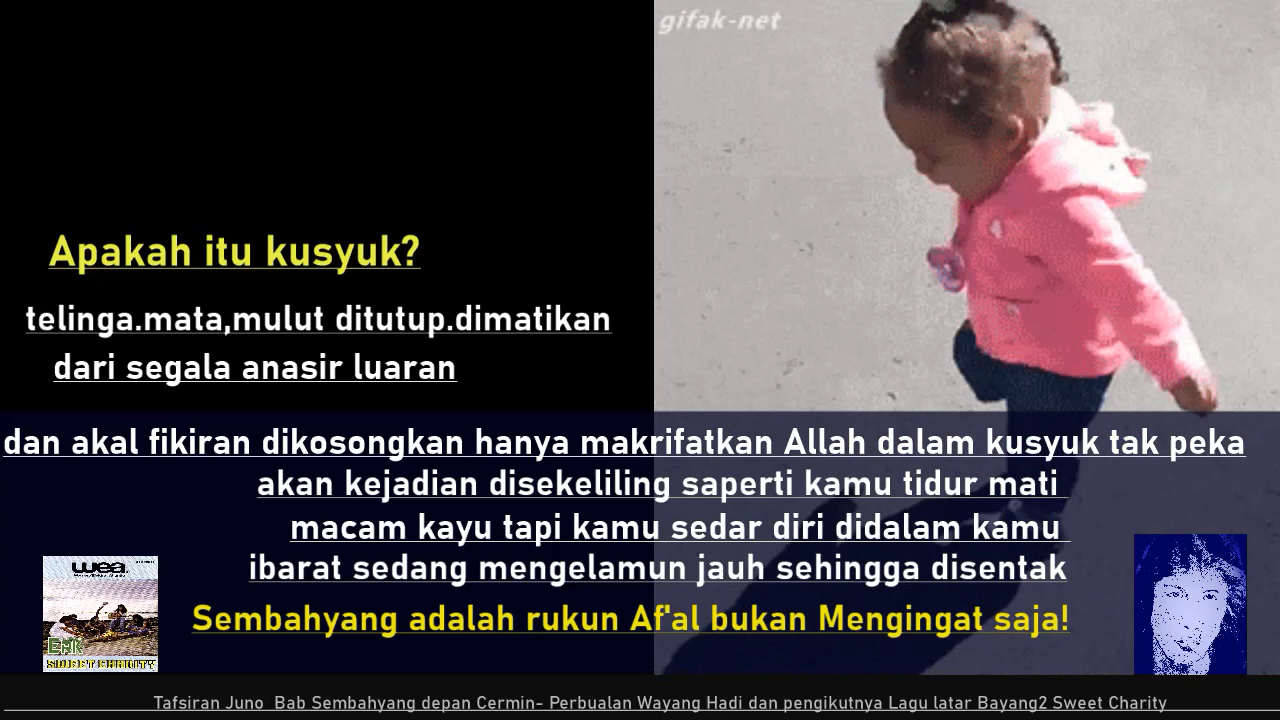 gifak-net
Apakah itu kusyuk?
telinga.mata,mulut ditutup.dimatikan
dari segala anasir luaran
dan akal fikiran dikosongkan hanya makrifatkan Allah dalam kusyuk tak peka
akan kejadian disekeliling saperti kamu tidur mati
macam kayu tapi kamu sedar diri didalam kamu
ibarat sedang mengelamun jauh sehingga disentak
wea
SWEET CHARITY
Sembahyang adalah rukun Af'al bukan Mengingat saja!
Tafsiran Juno Bab Sembahyang depan Cermin- Perbualan Wayang Hadi dan pengikutnya Lagu latar Bayang2 Sweet Charity